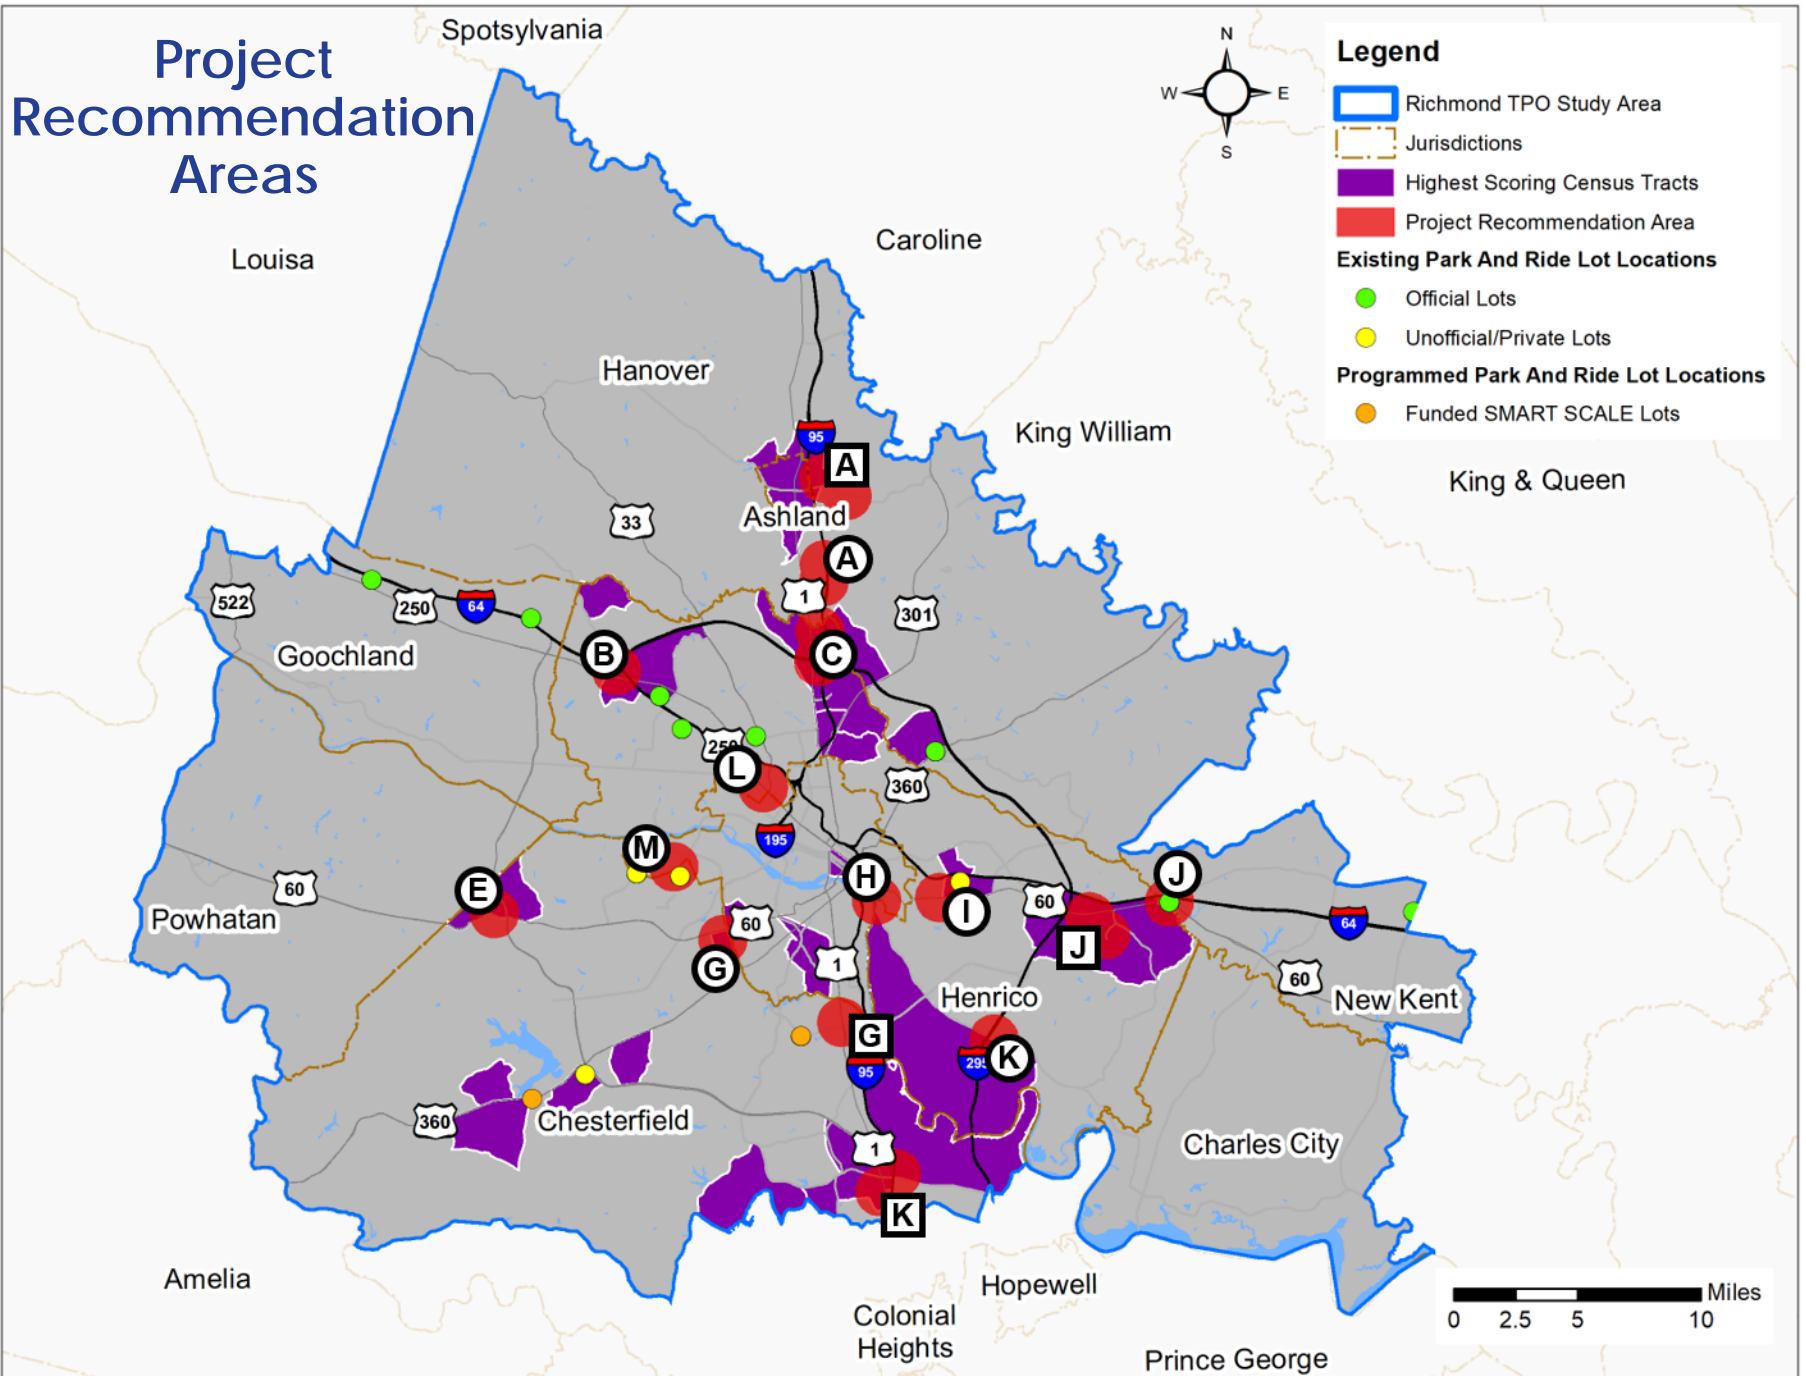 Project
Recommendation
Areas
Spotsylvania
Louisa
Caroline
King William
King & Queen
Hanover
Ashland
Goochland
Powhatan
Henrico
New Kent
Chesterfield
Charles City
Amelia
Hopewell
Colonial
Heights
Prince George
N
W
E
S
Legend
Richmond TPO Study Area
Jurisdictions
Highest Scoring Census Tracts
Project Recommendation Area
Existing Park And Ride Lot Locations
Official Lots
Unofficial/Private Lots
Programmed Park And Ride Lot Locations
Funded SMART SCALE Lots
95
A
33
A
1
301
522
250
64
B
C
250
L
360
195
M
E
60
H
I
60
J
J
64
60
60
G
1
G
95
295
K
360
1
K
Miles
0
2.5
5
10